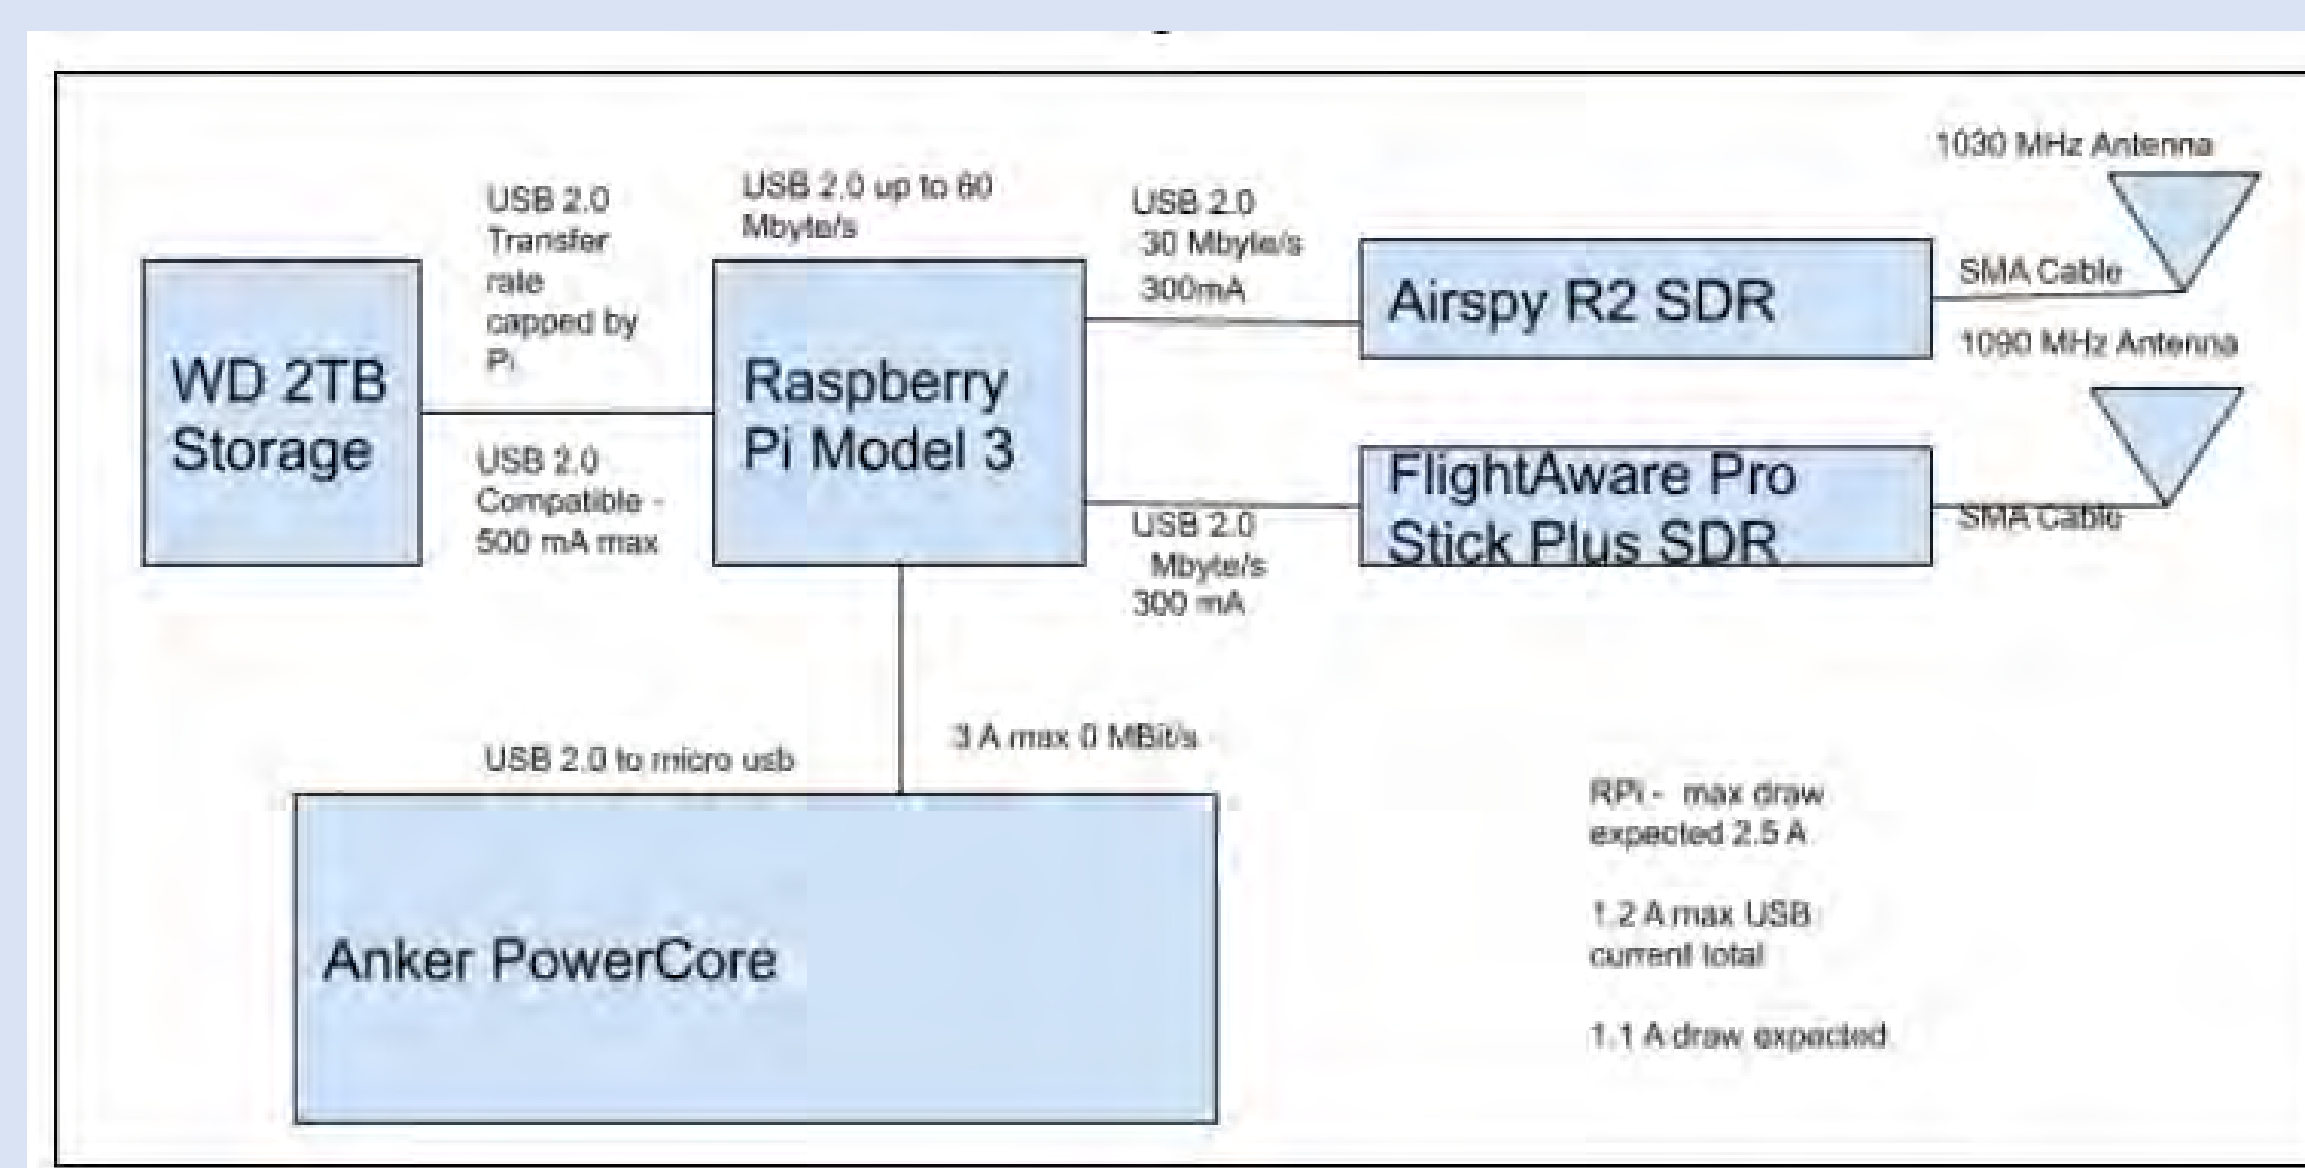 1030 MHz Antenna
USB 2.0
Transfer
rate
capped by
Pi.
USB 2.0 up to 60
Mbyte/s
USB 2.0
30 Mbyte/s
300mA
Airspy R2 SDR
SMA Cable
1090 MHz Antenna
WD 2TB
Storage
Raspberry
Pi Model 3
USB 2.0
Compatible -
500 mA max
FlightAware Pro
Stick Plus SDR
SMA Cable
USB 2.0
Mbyte/s
300 mA
USB 2.0 to micro usb
3 A max 0 MBit/s
Anker PowerCore
RPi - max draw
expected 2.5 A
1.2 A max USB
current total
1.1 A draw expected